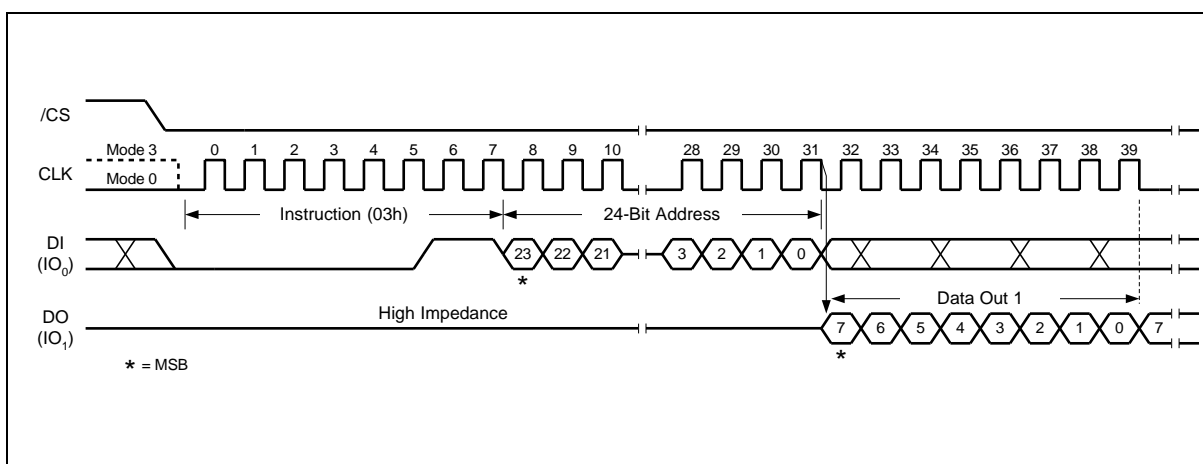 /CS
Mode 3
0 1 2 3 4 5 6 7 8 9 10 28 29 30 31 32 33 34 35 36 37 38 39
CLK
Mode 0
Instruction (03h) 24-Bit Address
DI
(IO0)
23 22 21 3 2 1 0
*
Data Out 1
High Impedance
DO
(IO1)
7 6 5 4 3 2 1 0 7
*
* = MSB